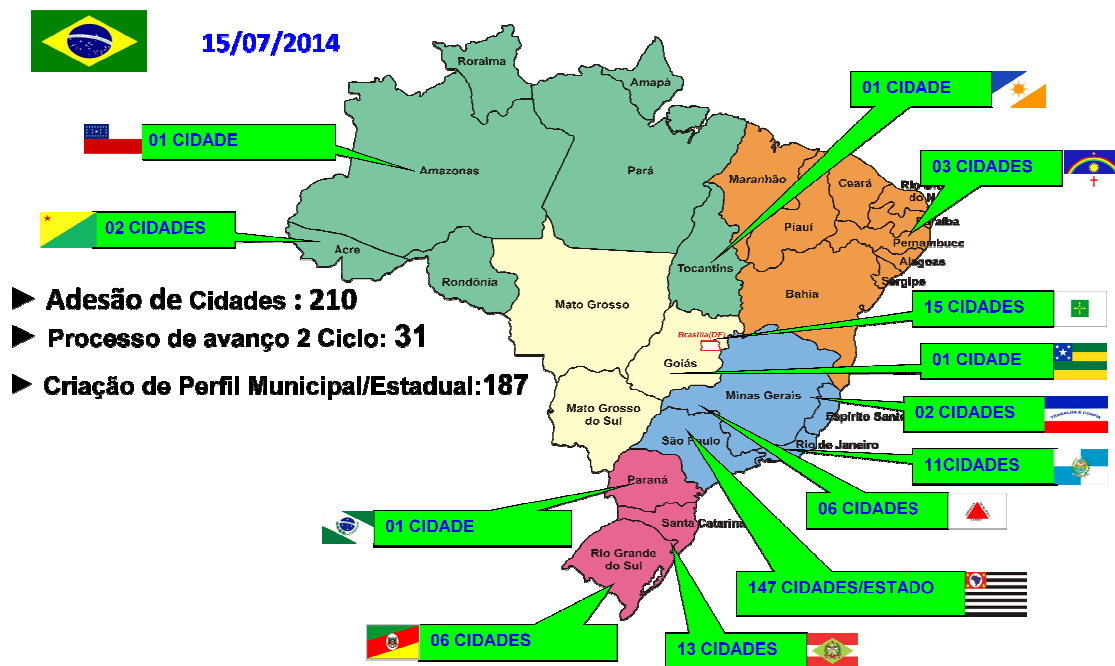 15/07/2014
Roraima
Amapá
01 CIDADE
01 CIDADE
03 CIDADES
Amazonas
Pará
Maranhão
Ceará
02 CIDADES
Piauí
Pernambuco
Acre
Alagoas
Rondônia
Tocantins
Sergipe
Bahia
Mato Grosso
► Adesão de Cidades : 210
15 CIDADES
► Processo de avanço 2 Ciclo: 31
Brasília(DF)
Goiás
01 CIDADE
► Criação de Perfil Municipal/Estadual:187
Minas Gerais
02 CIDADES
TRABALHA E CONFIA
Mato Grosso
do Sul
Espírito Santo
São Paulo
Rio de Janeiro
11CIDADES
Paraná
06 CIDADES
01 CIDADE
Santa Catarina
Rio Grande
do Sul
147 CIDADES/ESTADO
06 CIDADES
13 CIDADES